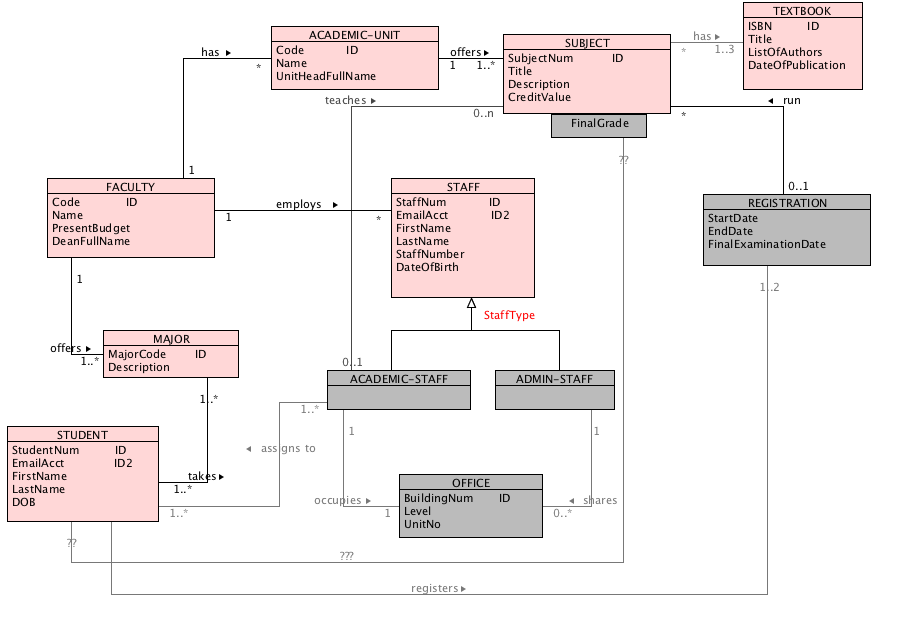 TEXTBOOK
ISBN ID
Title
ListOfAuthors
DateOfPublication
ACADEMIC-UNIT
Code ID
Name
UnitHeadFullName
has
*
1
offers
1 1..*
SUBJECT
SubjectNum ID
Title
Description
CreditValue
FinalGrade
has
*
1..3
teaches
0..n
0..1
run
*
0..1
??
FACULTY
Code ID
Name
PresentBudget
DeanFullName
employs
1
*
STAFF
StaffNum ID
EmailAcct ID2
FirstName
LastName
StaffNumber
DateOfBirth
REGISTRATION
StartDate
EndDate
FinalExaminationDate
1..2
StaffType
1
offers
1..*
MAJOR
MajorCode ID
Description
1..*
ACADEMIC-STAFF
ADMIN-STAFF
1..*
1
1
assigns to
STUDENT
StudentNum ID
EmailAcct ID2
FirstName
LastName
DOB
takes
1..*
1..*
OFFICE
BuildingNum ID
Level
UnitNo
occupies
1
shares
0..*
??
???
registers